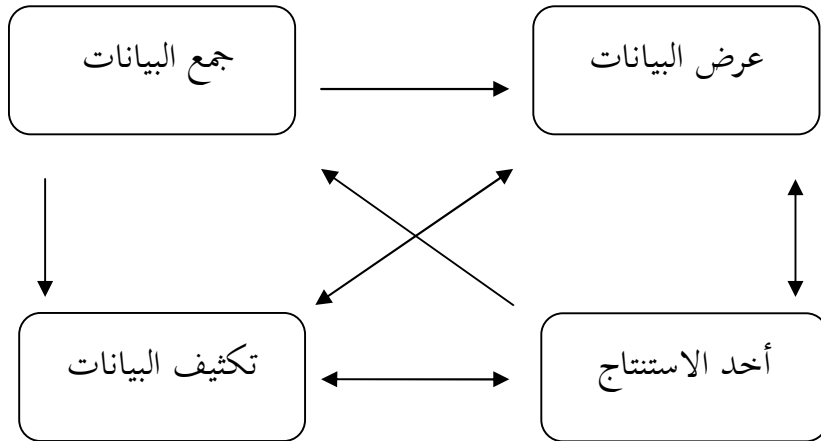 جمع البيانات
عرض البيانات
تكثيف البيانات
أخد الاستنتاج